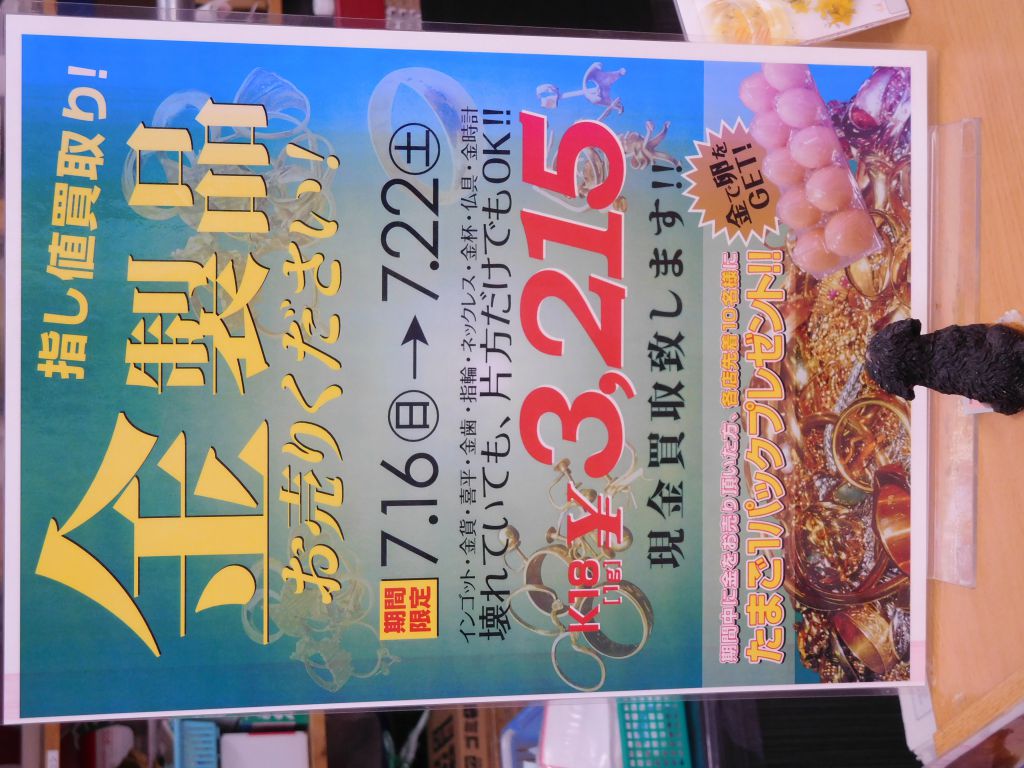 指し値買取り!
金製品
お売りください!
期間
限定
7.16㊐→7.22㊏
インゴット・金貨・喜平・金歯・指輪・ネックレス・金杯・仏具・金時計
壊れていても、片方だけでもOK!!
K18
[1g]
¥3,215
現金買取致します!!
金で卵を
GET!
期間中に金をお売り頂いた方、各店先着10名様に
たまご1パックプレゼント!!